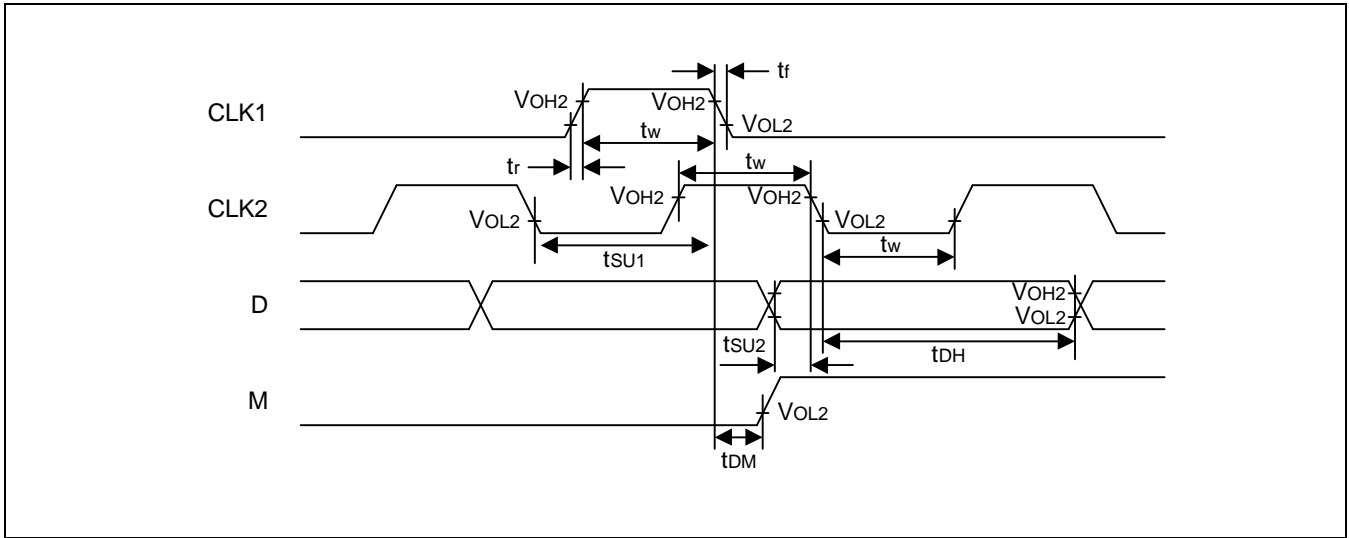 tf
VOH2
VOH2
CLK1
VOL2
tw
tr
tw
VOH2
VOH2
CLK2
VOL2
VOL2
tw
tSU1
VOH2
D
VOL2
tSU2
tDH
M
VOL2
tDM